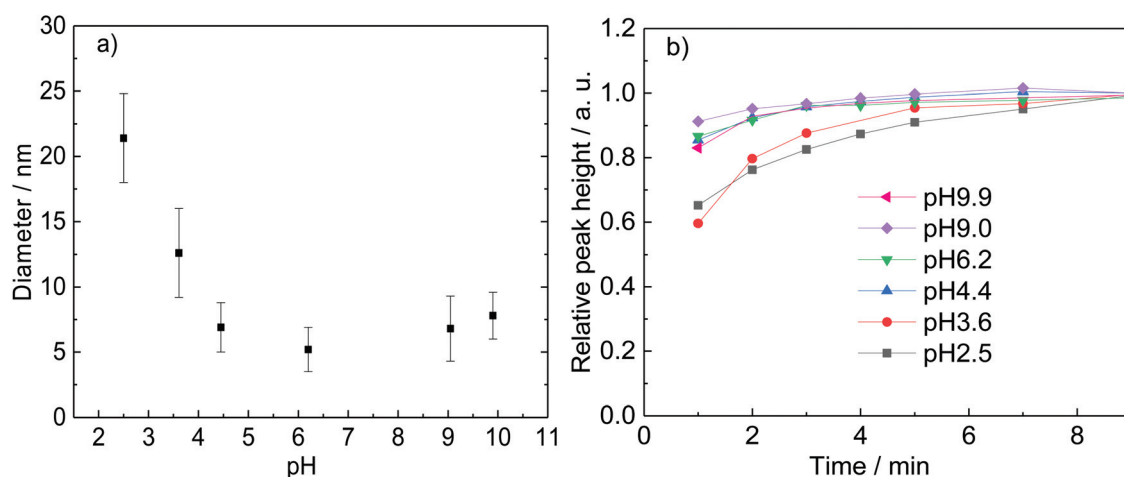 a)
30
25
20
15
10
5
0
Diameter / nm
2 3 4 5 6 7 8 9 10 11
pH
b)
1.2
1.0
0.8
0.6
0.4
0.2
0.0
Relative peak height / a. u.
pH9.9
pH9.0
pH6.2
pH4.4
pH3.6
pH2.5
0 2 4 6 8
Time / min